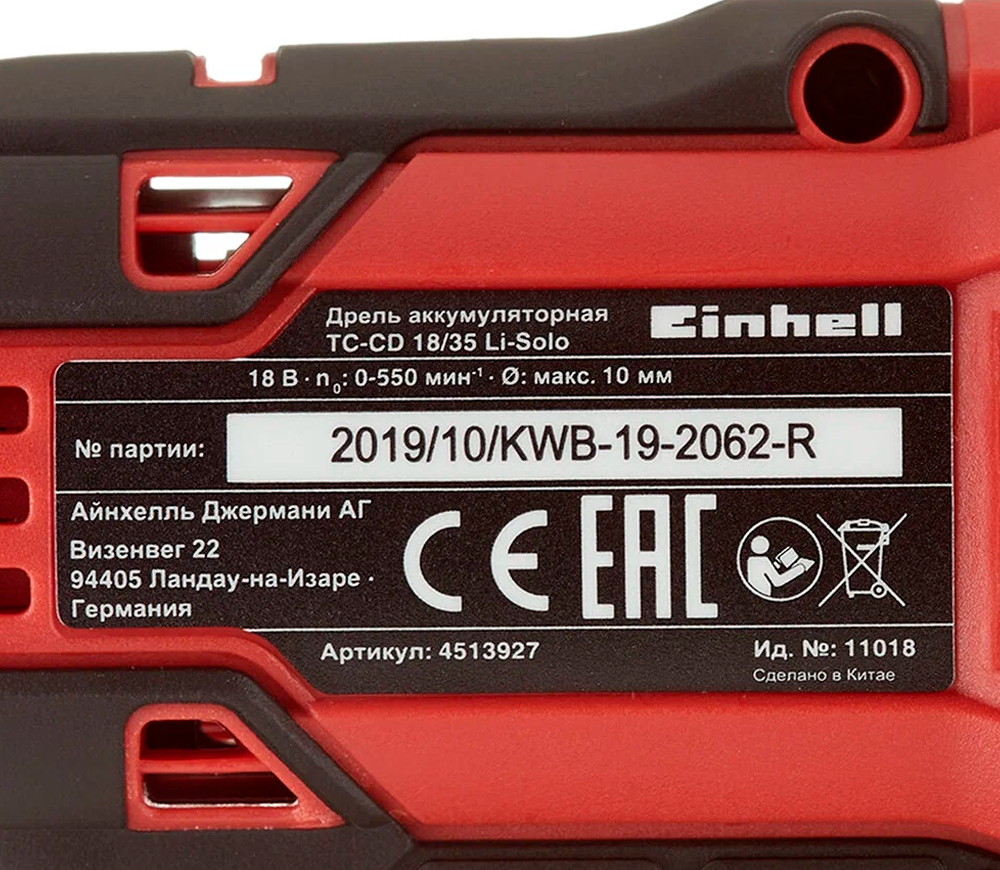 Дрель аккумуляторная
TC-CD 18/35 Li-Solo
Einhell
18 В · n₀: 0-550 мин⁻¹ · Ø: макс. 10 мм
№ партии: 2019/10/KWB-19-2062-R
Айнхелль Джермани АГ
Визенвег 22
94405 Ландау-на-Изаре ·
Германия
CE EAC
Артикул: 4513927
Ид. №: 11018
Сделано в Китае